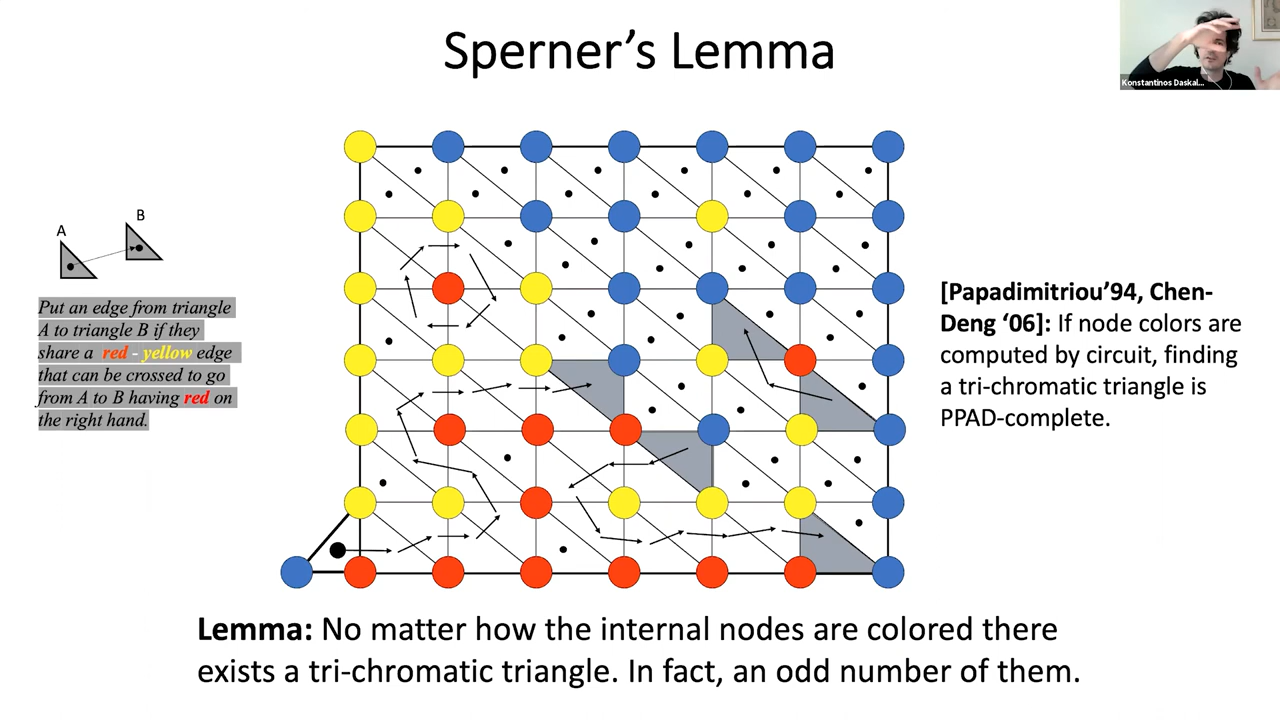 Sperner’s Lemma
Konstantinos Daskal...
A
B
Put an edge from triangle
A to triangle B if they
share a red - yellow edge
that can be crossed to go
from A to B having red on
the right hand.
[Papadimitriou’94, Chen-
Deng ‘06]: If node colors are
computed by circuit, finding
a tri-chromatic triangle is
PPAD-complete.
Lemma: No matter how the internal nodes are colored there
exists a tri-chromatic triangle. In fact, an odd number of them.